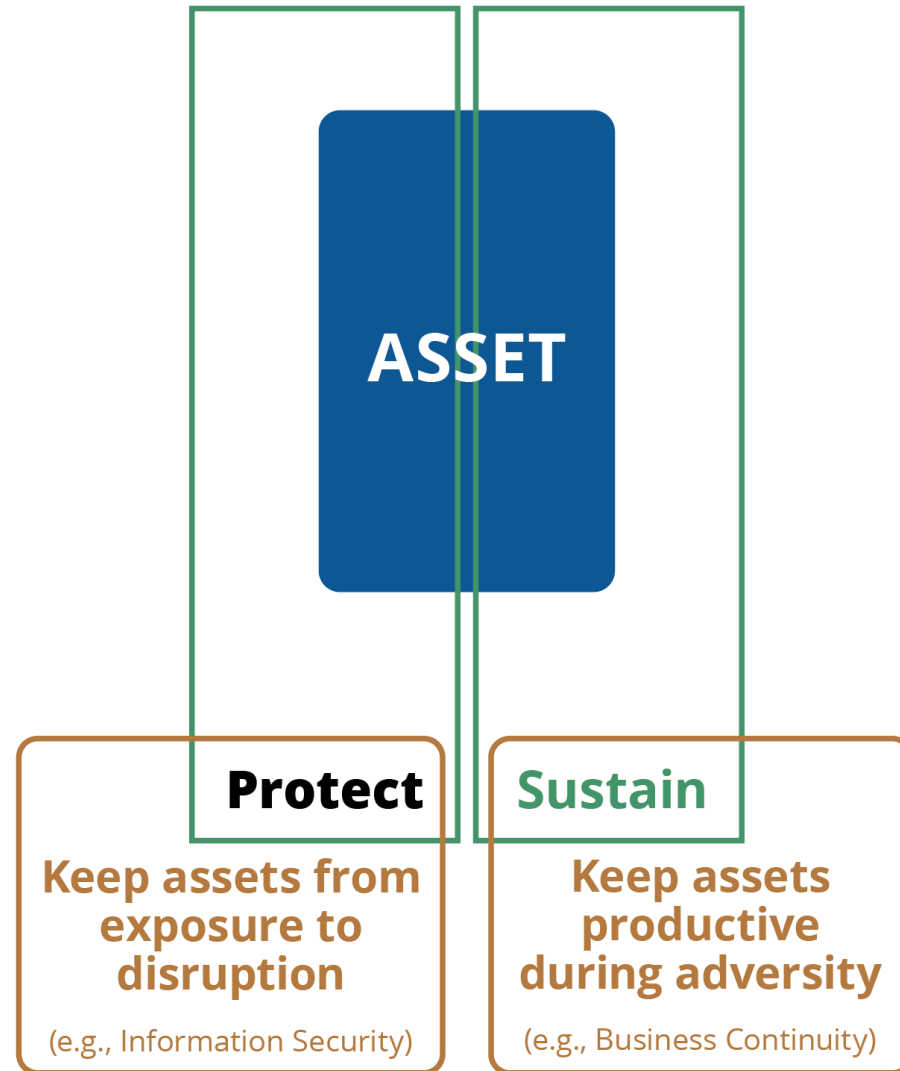 ASSET
Protect
Keep assets from
exposure to
disruption
(e.g., Information Security)
Sustain
Keep assets
productive
during adversity
(e.g., Business Continuity)